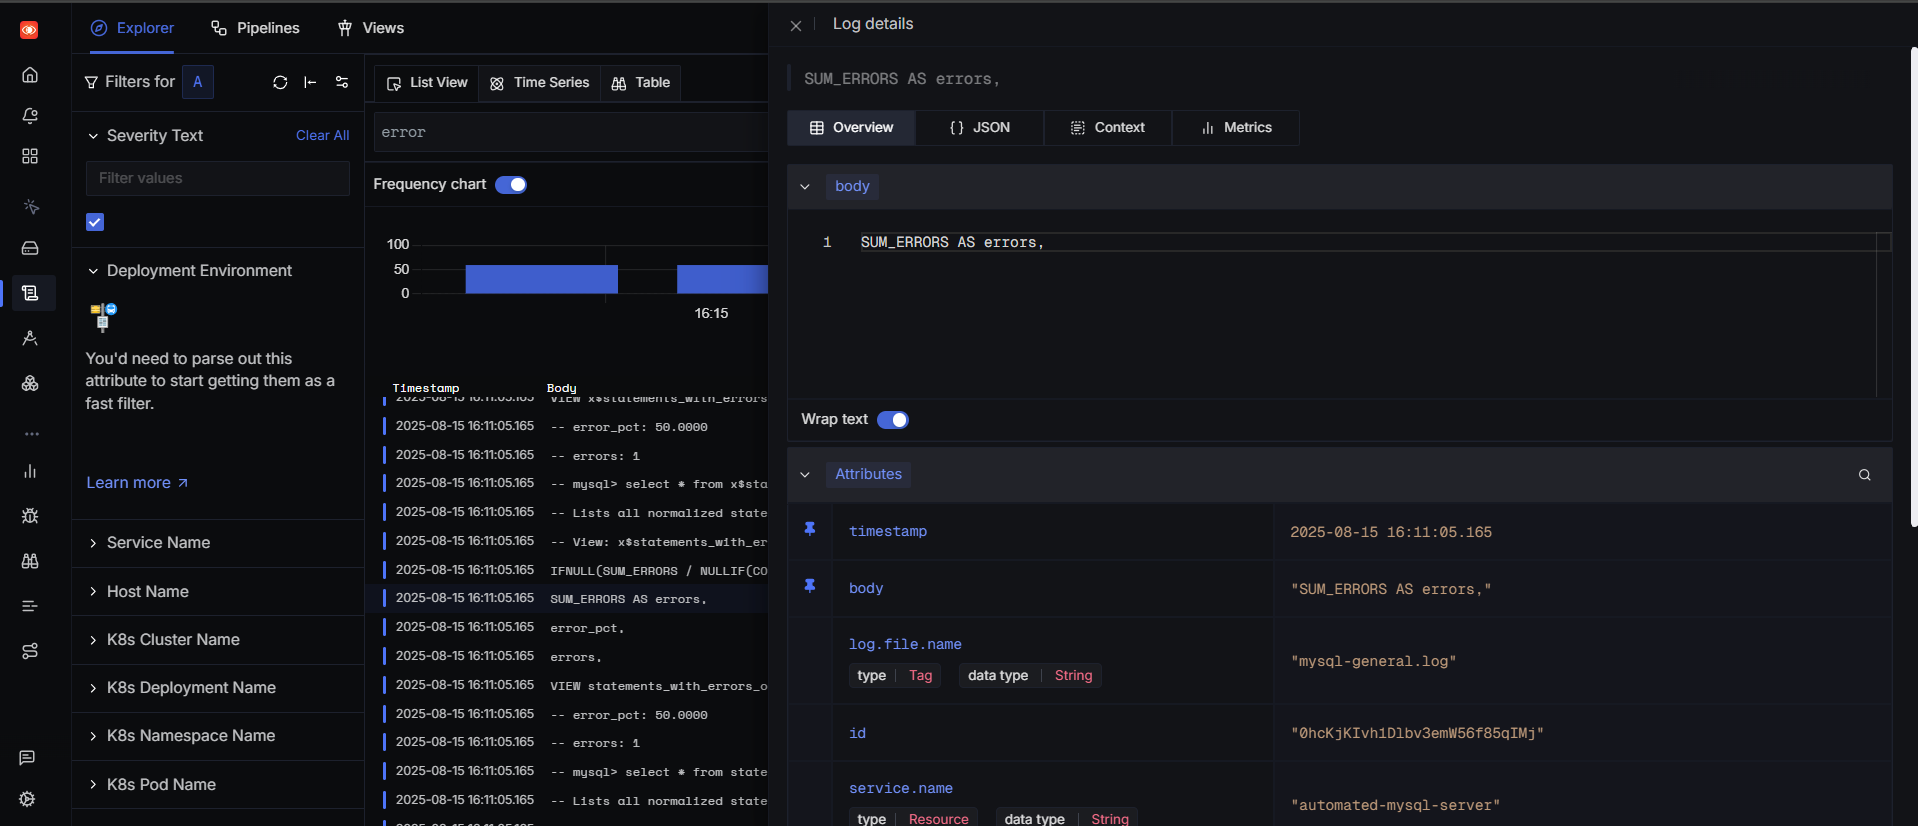 Explorer
Pipelines
Views
Filters for A
Severity Text
Clear All
Filter values
Deployment Environment
You'd need to parse out this
attribute to start getting them as a
fast filter.
Learn more
Service Name
Host Name
K8s Cluster Name
K8s Deployment Name
K8s Namespace Name
K8s Pod Name
List View
Time Series
Table
error
Frequency chart
100
50
0
16:15
Timestamp Body
2025-08-15 16:11:05.165 VIEW x$statements_with_errors
2025-08-15 16:11:05.165 -- error_pct: 50.0000
2025-08-15 16:11:05.165 -- errors: 1
2025-08-15 16:11:05.165 -- mysql> select * from x$sta
2025-08-15 16:11:05.165 -- Lists all normalized state
2025-08-15 16:11:05.165 -- View: x$statements_with_er
2025-08-15 16:11:05.165 IFNULL(SUM_ERRORS / NULLIF(CO
2025-08-15 16:11:05.165 SUM_ERRORS AS errors,
2025-08-15 16:11:05.165 error_pct,
2025-08-15 16:11:05.165 errors,
2025-08-15 16:11:05.165 VIEW statements_with_errors_o
2025-08-15 16:11:05.165 -- error_pct: 50.0000
2025-08-15 16:11:05.165 -- errors: 1
2025-08-15 16:11:05.165 -- mysql> select * from state
2025-08-15 16:11:05.165 -- Lists all normalized state
Log details
SUM_ERRORS AS errors,
Overview
{} JSON
Context
Metrics
body
1 SUM_ERRORS AS errors,
Wrap text
Attributes
timestamp 2025-08-15 16:11:05.165
body "SUM_ERRORS AS errors,"
log.file.name
type Tag data type String
"mysql-general.log"
id "0hcKjKIvh1Dlbv3emW56f85qIMj"
service.name
type Resource data type String
"automated-mysql-server"